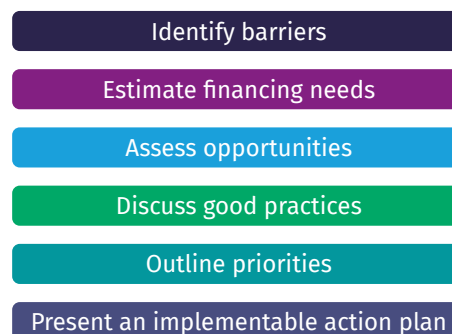 Identify barriers
Estimate financing needs
Assess opportunities
Discuss good practices
Outline priorities
Present an implementable action plan